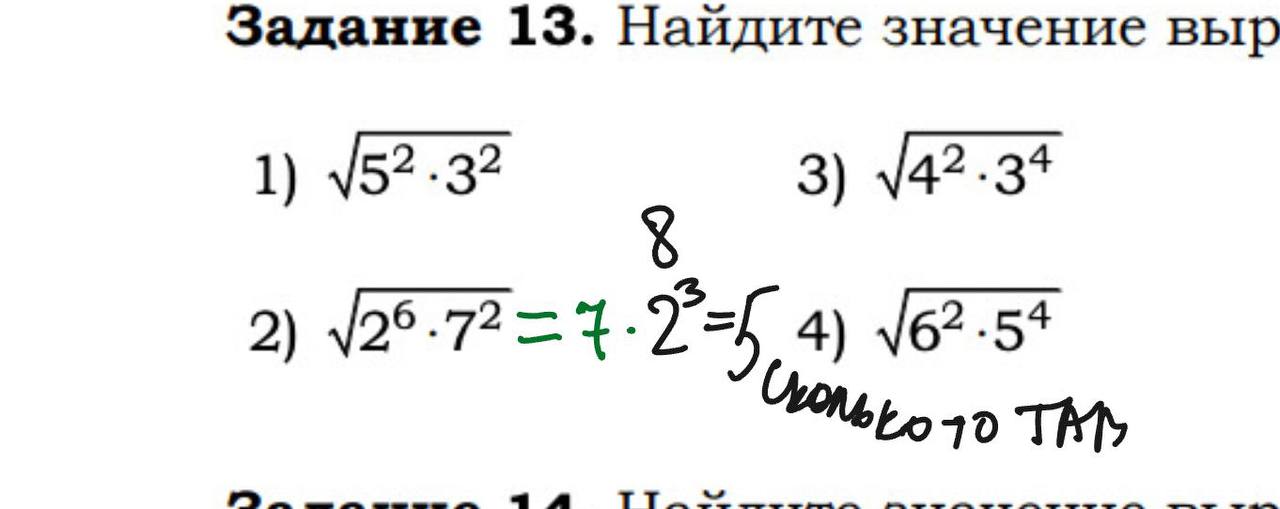 Задание 13. Найдите значение выр
1) √5² · 3²
3) √4² · 3⁴
8
2) √2⁶ · 7² = 7 · 2³ = 5
4) √6² · 5⁴
сколько то там
Задание 14. Найдите значение выр